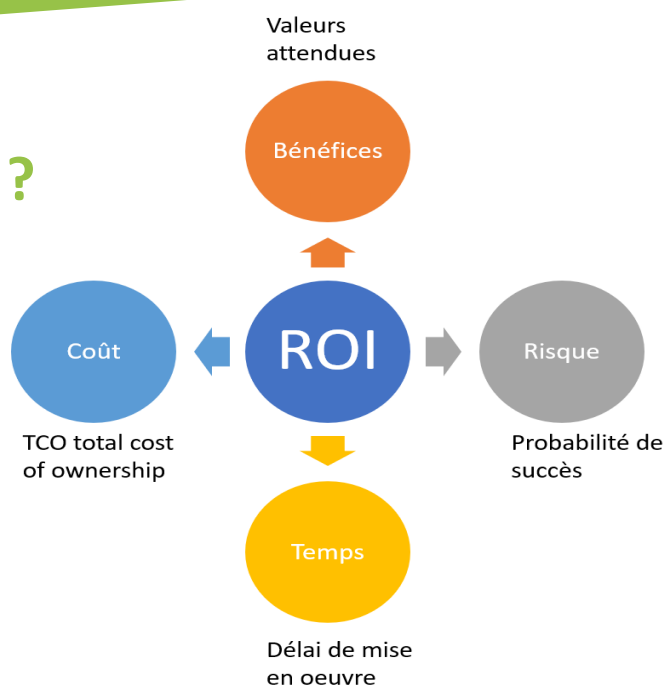 Valeurs
attendues
Bénéfices
?
Coût
ROI
Risque
TCO total cost
of ownership
Probabilité de
succès
Temps
Délai de mise
en oeuvre